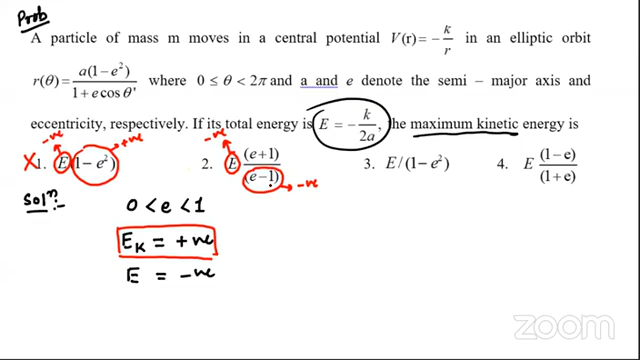 Prob
A particle of mass m moves in a central potential V(r) = -k/r in an elliptic orbit
r(θ) = a(1-e²)/(1+e cos θ), where 0 ≤ θ < 2π and a and e denote the semi – major axis and
eccentricity, respectively. If its total energy is E = -k/2a, the maximum kinetic energy is
-ve +ve -ve
X 1. E(1-e²) 2. E (e+1)/(e-1) 3. E/(1-e²) 4. E (1-e)/(1+e)
-ve
Solⁿ:-
0 < e < 1
E_K = +ve
E = -ve
zoom